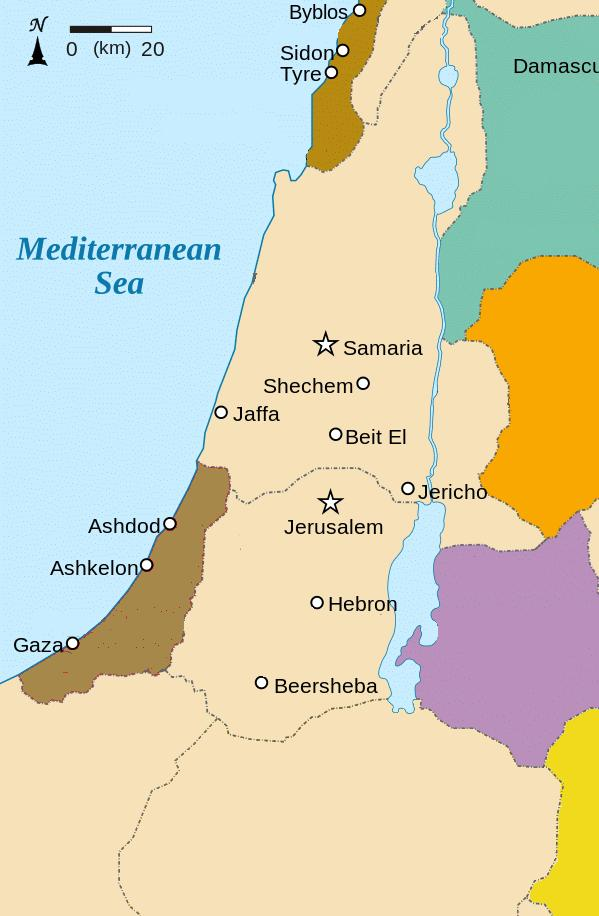 Byblos
N
0 (km) 20
Sidon
Tyre
Damascu
Mediterranean
Sea
Samaria
Shechem
Jaffa
Beit El
Jericho
Jerusalem
Ashdod
Ashkelon
Hebron
Gaza
Beersheba